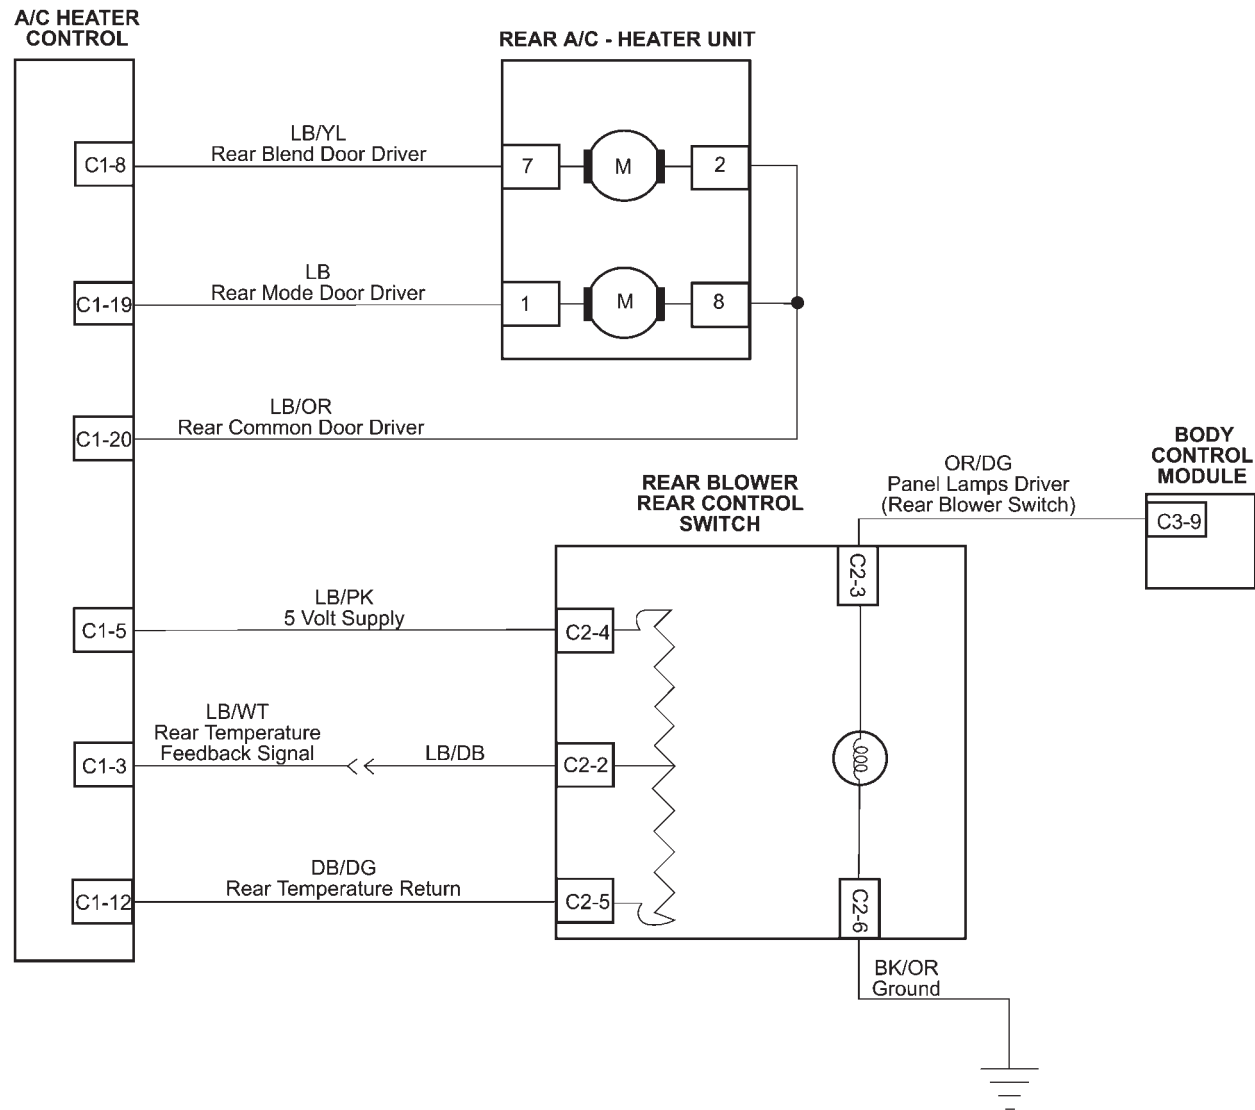 A/C HEATER
CONTROL
REAR A/C - HEATER UNIT
C1-8
LB/YL
Rear Blend Door Driver
7
M
2
C1-19
LB
Rear Mode Door Driver
1
M
8
C1-20
LB/OR
Rear Common Door Driver
BODY
CONTROL
MODULE
C3-9
OR/DG
Panel Lamps Driver
(Rear Blower Switch)
REAR BLOWER
REAR CONTROL
SWITCH
C2-3
C1-5
LB/PK
5 Volt Supply
C2-4
C1-3
LB/WT
Rear Temperature
Feedback Signal
LB/DB
C2-2
C1-12
DB/DG
Rear Temperature Return
C2-5
C2-6
BK/OR
Ground